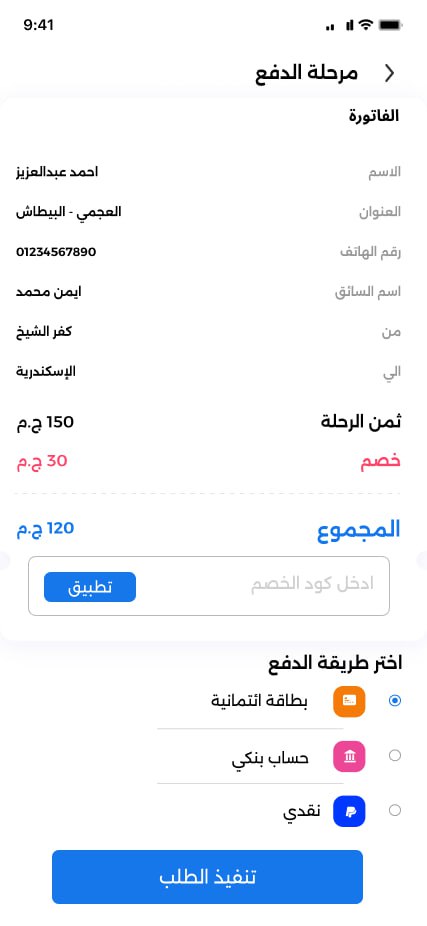 9:41
مرحلة الدفع
الفاتورة
الاسم احمد عبدالعزيز
العنوان العجمي - البيطاش
رقم الهاتف 01234567890
اسم السائق ايمن محمد
من كفر الشيخ
الي الإسكندرية
ثمن الرحلة 150 ج.م
خصم 30 ج.م
المجموع 120 ج.م
ادخل كود الخصم تطبيق
اختر طريقة الدفع
بطاقة ائتمانية
حساب بنكي
نقدي
تنفيذ الطلب